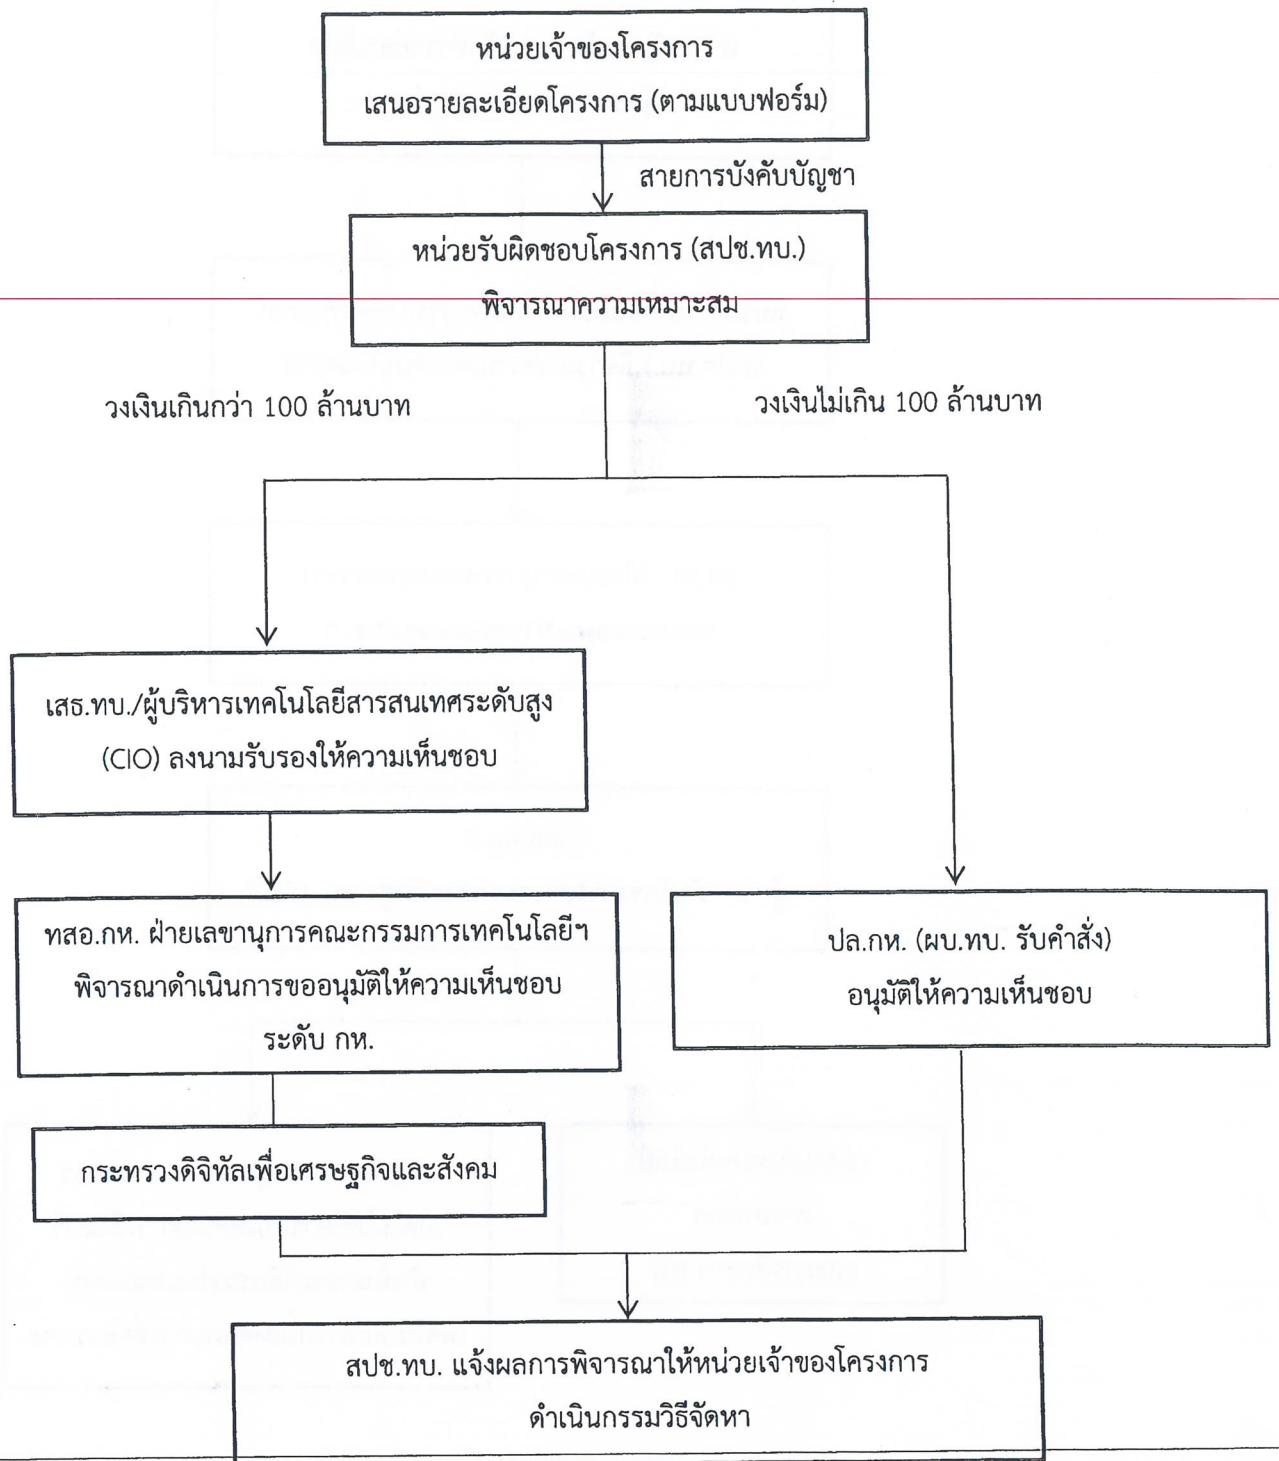 หน่วยเจ้าของโครงการ
เสนอรายละเอียดโครงการ (ตามแบบฟอร์ม)
สายการบังคับบัญชา
หน่วยรับผิดชอบโครงการ (สปช.ทบ.)
พิจารณาความเหมาะสม
วงเงินเกินกว่า 100 ล้านบาท
วงเงินไม่เกิน 100 ล้านบาท
เสธ.ทบ./ผู้บริหารเทคโนโลยีสารสนเทศระดับสูง
(CIO) ลงนามรับรองให้ความเห็นชอบ
ทสอ.กห. ฝ่ายเลขานุการคณะกรรมการเทคโนโลยีฯ
พิจารณาดำเนินการขออนุมัติให้ความเห็นชอบ
ระดับ กห.
ปล.กห. (ผบ.ทบ. รับคำสั่ง)
อนุมัติให้ความเห็นชอบ
กระทรวงดิจิทัลเพื่อเศรษฐกิจและสังคม
สปช.ทบ. แจ้งผลการพิจารณาให้หน่วยเจ้าของโครงการ
ดำเนินกรรมวิธีจัดหา